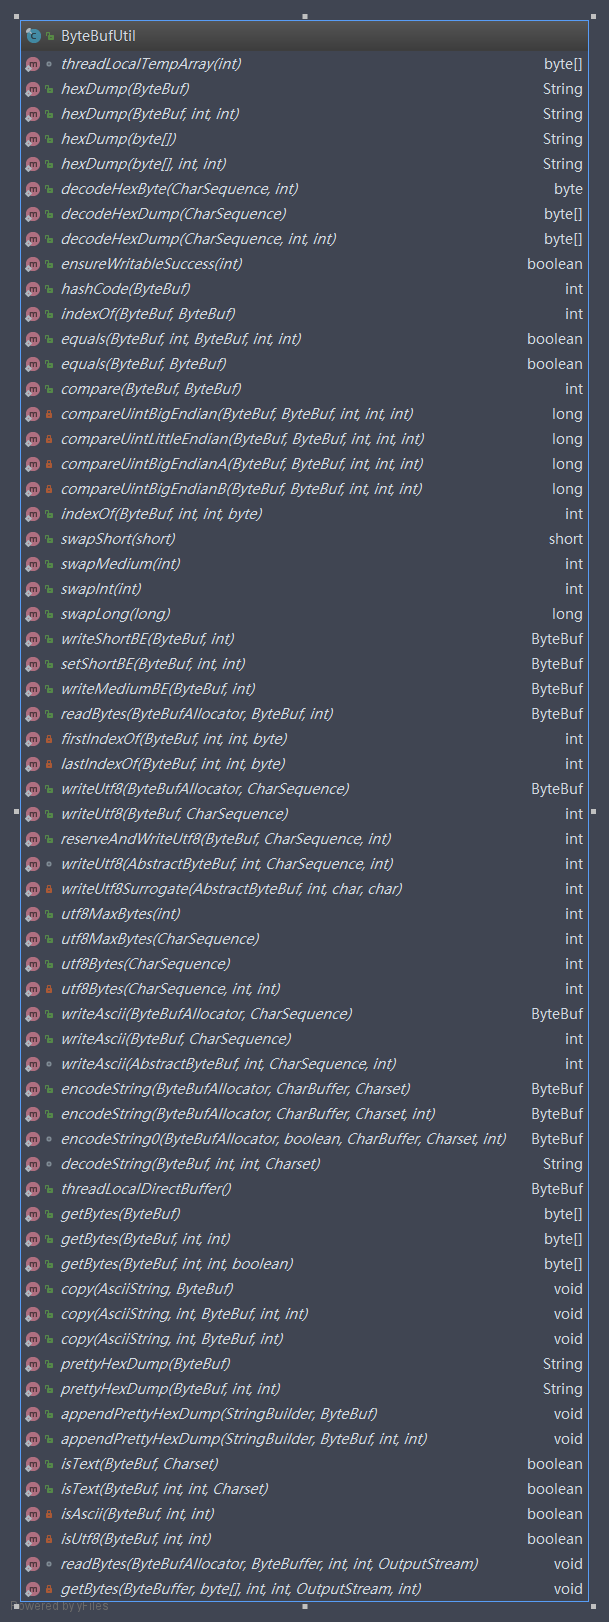 ByteBufUtil
threadLocalTempArray(int) byte[]
hexDump(ByteBuf) String
hexDump(ByteBuf, int, int) String
hexDump(byte[]) String
hexDump(byte[], int, int) String
decodeHexByte(CharSequence, int) byte
decodeHexDump(CharSequence) byte[]
decodeHexDump(CharSequence, int, int) byte[]
ensureWritableSuccess(int) boolean
hashCode(ByteBuf) int
indexOf(ByteBuf, ByteBuf) int
equals(ByteBuf, int, ByteBuf, int, int) boolean
equals(ByteBuf, ByteBuf) boolean
compare(ByteBuf, ByteBuf) int
compareUintBigEndian(ByteBuf, ByteBuf, int, int, int) long
compareUintLittleEndian(ByteBuf, ByteBuf, int, int, int) long
compareUintBigEndianA(ByteBuf, ByteBuf, int, int, int) long
compareUintBigEndianB(ByteBuf, ByteBuf, int, int, int) long
indexOf(ByteBuf, int, int, byte) int
swapShort(short) short
swapMedium(int) int
swapInt(int) int
swapLong(long) long
writeShortBE(ByteBuf, int) ByteBuf
setShortBE(ByteBuf, int, int) ByteBuf
writeMediumBE(ByteBuf, int) ByteBuf
readBytes(ByteBufAllocator, ByteBuf, int) ByteBuf
firstIndexOf(ByteBuf, int, int, byte) int
lastIndexOf(ByteBuf, int, int, byte) int
writeUtf8(ByteBufAllocator, CharSequence) ByteBuf
writeUtf8(ByteBuf, CharSequence) int
reserveAndWriteUtf8(ByteBuf, CharSequence, int) int
writeUtf8(AbstractByteBuf, int, CharSequence, int) int
writeUtf8Surrogate(AbstractByteBuf, int, char, char) int
utf8MaxBytes(int) int
utf8MaxBytes(CharSequence) int
utf8Bytes(CharSequence) int
utf8Bytes(CharSequence, int, int) int
writeAscii(ByteBufAllocator, CharSequence) ByteBuf
writeAscii(ByteBuf, CharSequence) int
writeAscii(AbstractByteBuf, int, CharSequence, int) int
encodeString(ByteBufAllocator, CharBuffer, Charset) ByteBuf
encodeString(ByteBufAllocator, CharBuffer, Charset, int) ByteBuf
encodeString0(ByteBufAllocator, boolean, CharBuffer, Charset, int) ByteBuf
decodeString(ByteBuf, int, int, Charset) String
threadLocalDirectBuffer() ByteBuf
getBytes(ByteBuf) byte[]
getBytes(ByteBuf, int, int) byte[]
getBytes(ByteBuf, int, int, boolean) byte[]
copy(AsciiString, ByteBuf) void
copy(AsciiString, int, ByteBuf, int, int) void
copy(AsciiString, int, ByteBuf, int) void
prettyHexDump(ByteBuf) String
prettyHexDump(ByteBuf, int, int) String
appendPrettyHexDump(StringBuilder, ByteBuf) void
appendPrettyHexDump(StringBuilder, ByteBuf, int, int) void
isText(ByteBuf, Charset) boolean
isText(ByteBuf, int, int, Charset) boolean
isAscii(ByteBuf, int, int) boolean
isUtf8(ByteBuf, int, int) boolean
readBytes(ByteBufAllocator, ByteBuffer, int, int, OutputStream) void
getBytes(ByteBuffer, byte[], int, int, OutputStream, int) void
Powered by yFiles